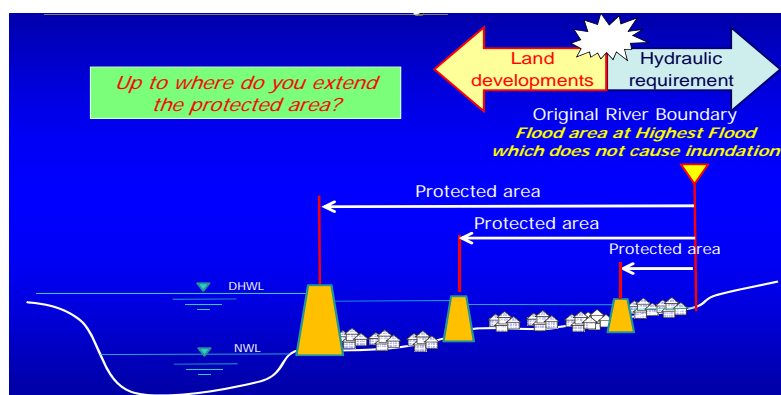 Land
developments
Hydraulic
requirement
Up to where do you extend
the protected area?
Original River Boundary
Flood area at Highest Flood
which does not cause inundation
Protected area
Protected area
Protected area
DHWL
NWL